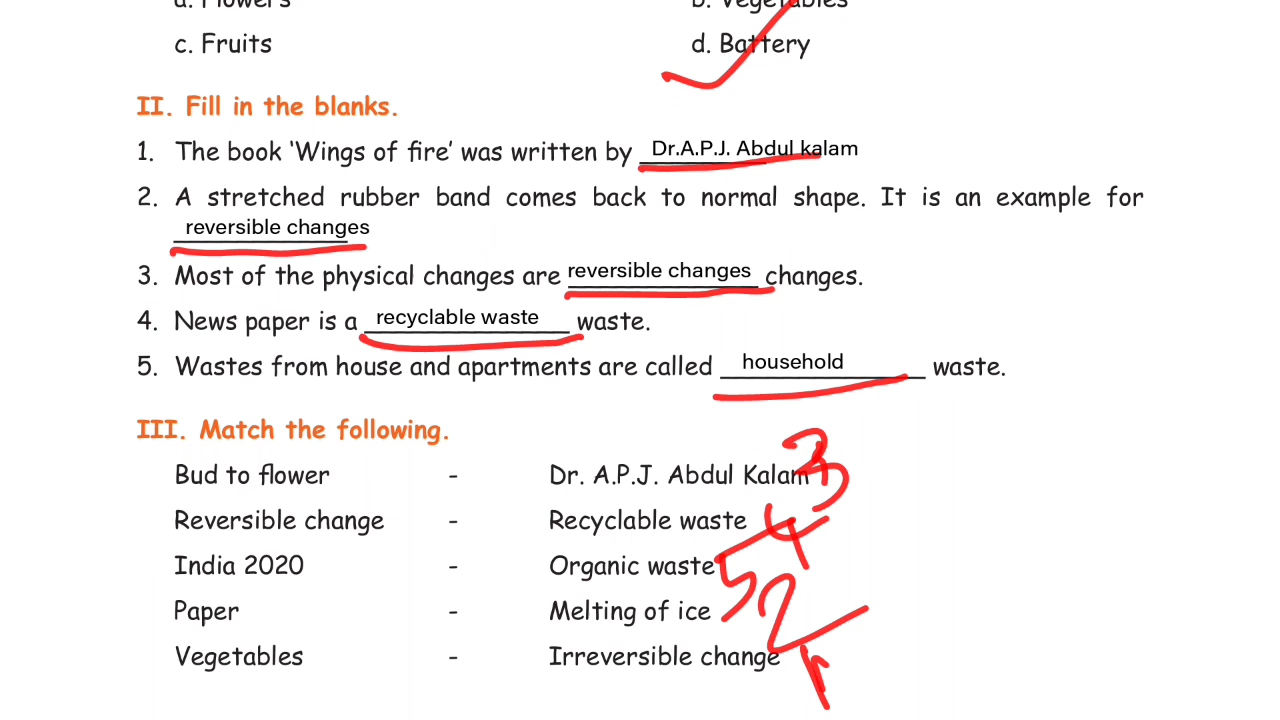 a. Flowers b. Vegetables
c. Fruits d. Battery
II. Fill in the blanks.
1. The book ‘Wings of fire’ was written by Dr.A.P.J. Abdul kalam
2. A stretched rubber band comes back to normal shape. It is an example for
reversible changes
3. Most of the physical changes are reversible changes changes.
4. News paper is a recyclable waste waste.
5. Wastes from house and apartments are called household waste.
III. Match the following.
Bud to flower - Dr. A.P.J. Abdul Kalam 3
Reversible change - Recyclable waste 4
India 2020 - Organic waste 5
Paper - Melting of ice 2
Vegetables - Irreversible change 1